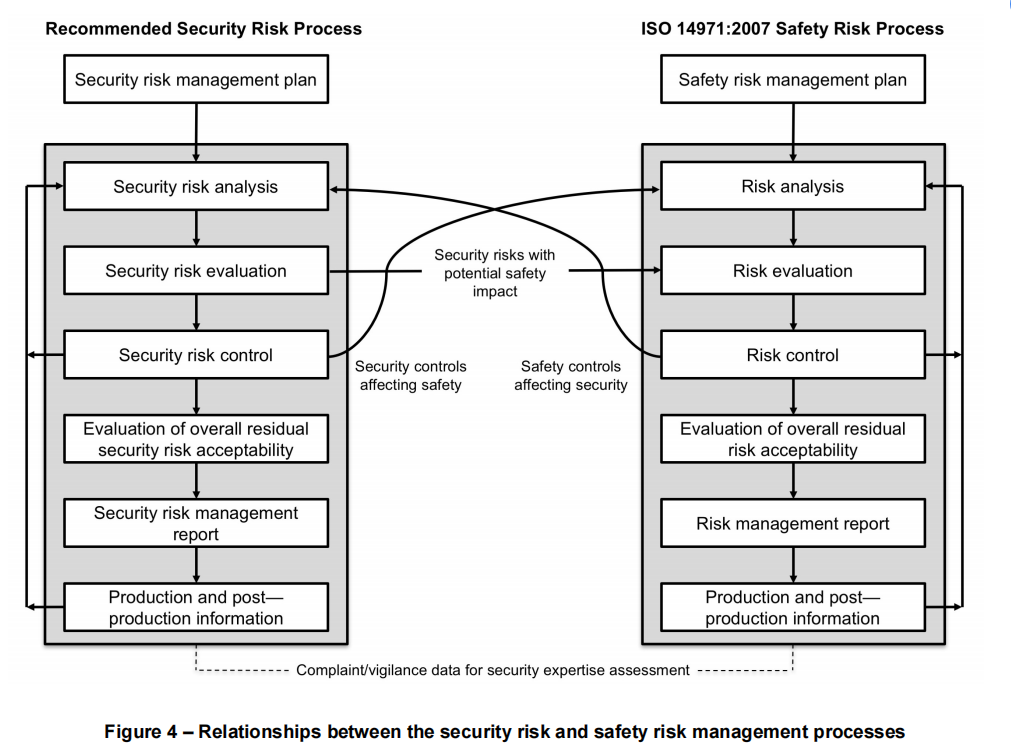 Recommended Security Risk Process
ISO 14971:2007 Safety Risk Process
Security risk management plan
Safety risk management plan
Security risk analysis
Risk analysis
Security risk evaluation
Security risks with
potential safety
impact
Risk evaluation
Security risk control
Security controls
affecting safety
Safety controls
affecting security
Risk control
Evaluation of overall residual
security risk acceptability
Evaluation of overall residual
risk acceptability
Security risk management
report
Risk management report
Production and post—
production information
Production and post—
production information
Complaint/vigilance data for security expertise assessment
Figure 4 – Relationships between the security risk and safety risk management processes